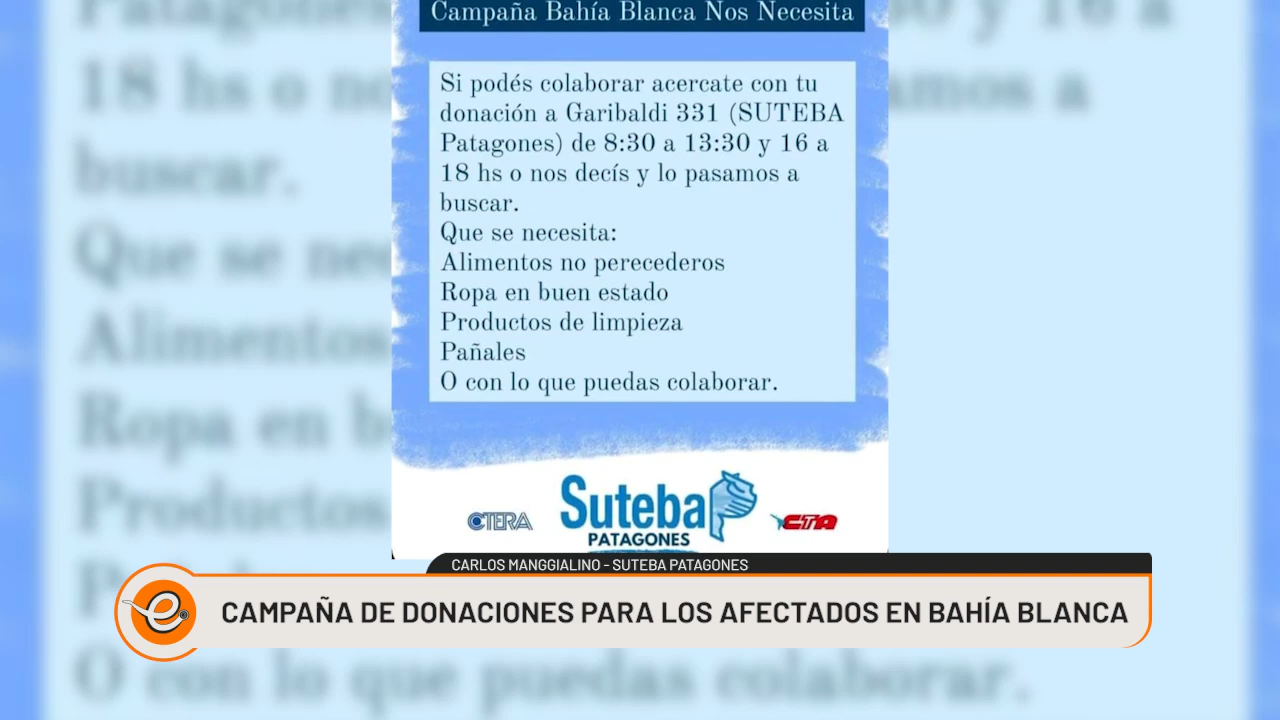 Campaña Bahía Blanca Nos Necesita
Si podés colaborar acercate con tu
donación a Garibaldi 331 (SUTEBA
Patagones) de 8:30 a 13:30 y 16 a
18 hs o nos decís y lo pasamos a
buscar.
Que se necesita:
Alimentos no perecederos
Ropa en buen estado
Productos de limpieza
Pañales
O con lo que puedas colaborar.
CTERA
Suteba
PATAGONES
CTA
CARLOS MANGGIALINO - SUTEBA PATAGONES
e
CAMPAÑA DE DONACIONES PARA LOS AFECTADOS EN BAHÍA BLANCA